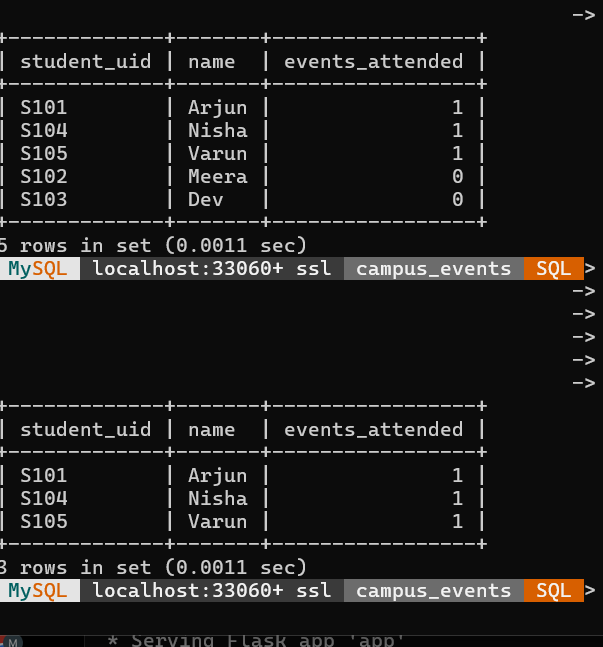 ->
+-------------+-------+-----------------+
| student_uid | name  | events_attended |
+-------------+-------+-----------------+
| S101        | Arjun |               1 |
| S104        | Nisha |               1 |
| S105        | Varun |               1 |
| S102        | Meera |               0 |
| S103        | Dev   |               0 |
+-------------+-------+-----------------+
5 rows in set (0.0011 sec)
MySQL localhost:33060+ ssl campus_events SQL >
->
->
->
->
->
+-------------+-------+-----------------+
| student_uid | name  | events_attended |
+-------------+-------+-----------------+
| S101        | Arjun |               1 |
| S104        | Nisha |               1 |
| S105        | Varun |               1 |
+-------------+-------+-----------------+
3 rows in set (0.0011 sec)
MySQL localhost:33060+ ssl campus_events SQL >
M * Serving Flask app 'app'